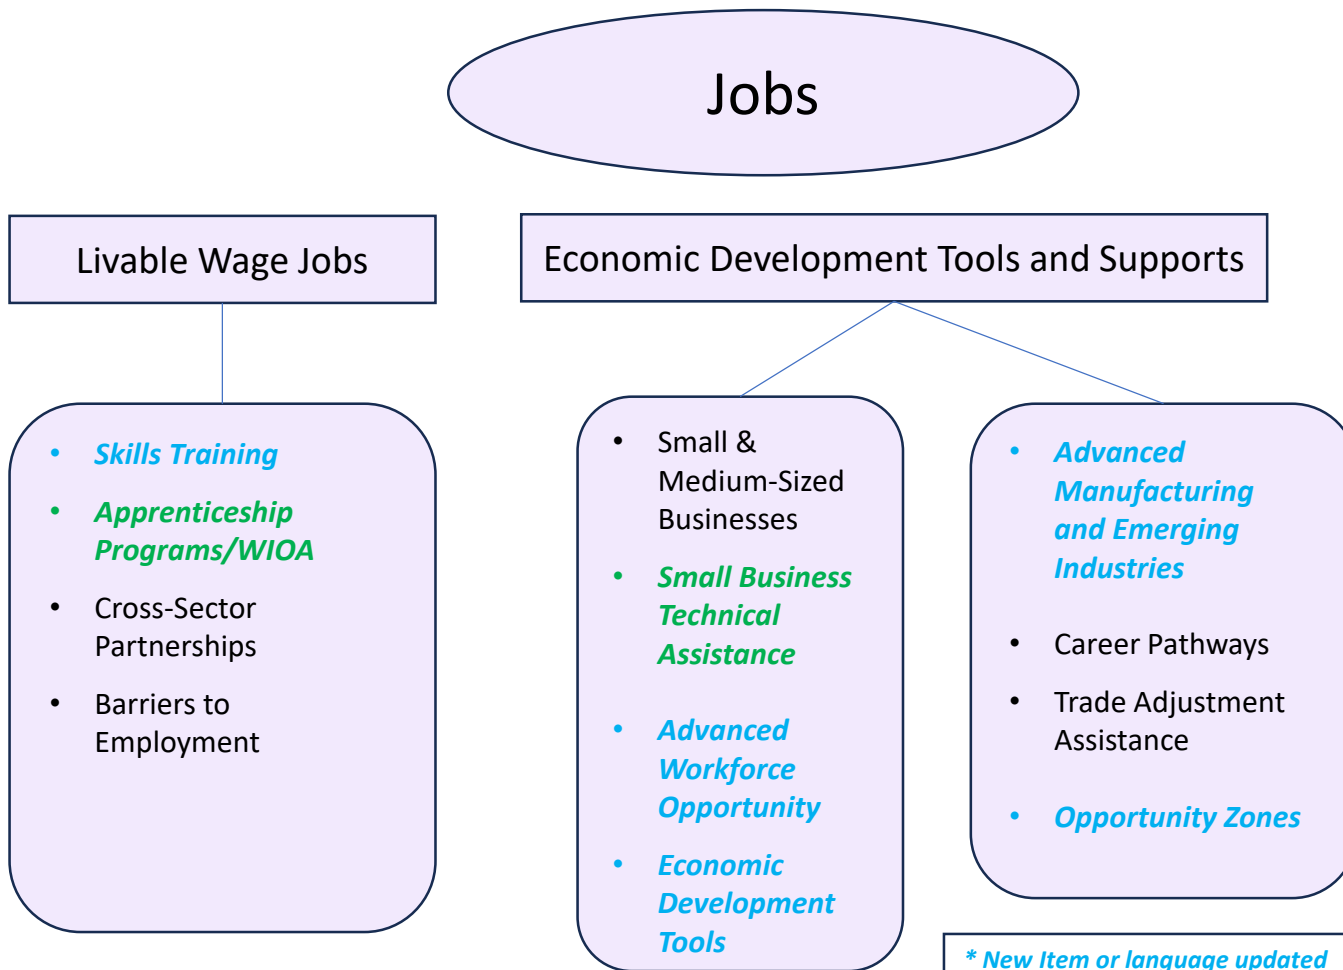 Jobs
Livable Wage Jobs
Economic Development Tools and Supports
• Skills Training
• Apprenticeship
Programs/WIOA
• Cross-Sector
Partnerships
• Barriers to
Employment
• Small &
Medium-Sized
Businesses
• Small Business
Technical
Assistance
• Advanced
Workforce
Opportunity
• Economic
Development
Tools
• Advanced
Manufacturing
and Emerging
Industries
• Career Pathways
• Trade Adjustment
Assistance
• Opportunity Zones
* New Item or language updated